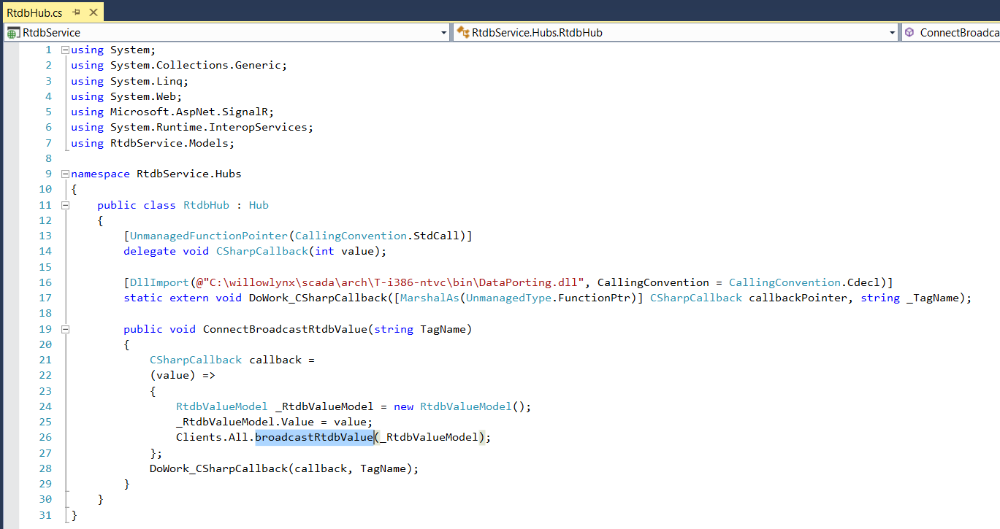 RtdbHub.cs
RtdbService RtdbService.Hubs.RtdbHub ConnectBroadca
1 using System;
2 using System.Collections.Generic;
3 using System.Linq;
4 using System.Web;
5 using Microsoft.AspNet.SignalR;
6 using System.Runtime.InteropServices;
7 using RtdbService.Models;
8
9 namespace RtdbService.Hubs
10 {
11 public class RtdbHub : Hub
12 {
13 [UnmanagedFunctionPointer(CallingConvention.StdCall)]
14 delegate void CSharpCallback(int value);
15
16 [DllImport(@"C:\willowlynx\scada\arch\T-i386-ntvc\bin\DataPorting.dll", CallingConvention = CallingConvention.Cdecl)]
17 static extern void DoWork_CSharpCallback([MarshalAs(UnmanagedType.FunctionPtr)] CSharpCallback callbackPointer, string _TagName);
18
19 public void ConnectBroadcastRtdbValue(string TagName)
20 {
21 CSharpCallback callback =
22 (value) =>
23 {
24 RtdbValueModel _RtdbValueModel = new RtdbValueModel();
25 _RtdbValueModel.Value = value;
26 Clients.All.broadcastRtdbValue(_RtdbValueModel);
27 };
28 DoWork_CSharpCallback(callback, TagName);
29 }
30 }
31 }